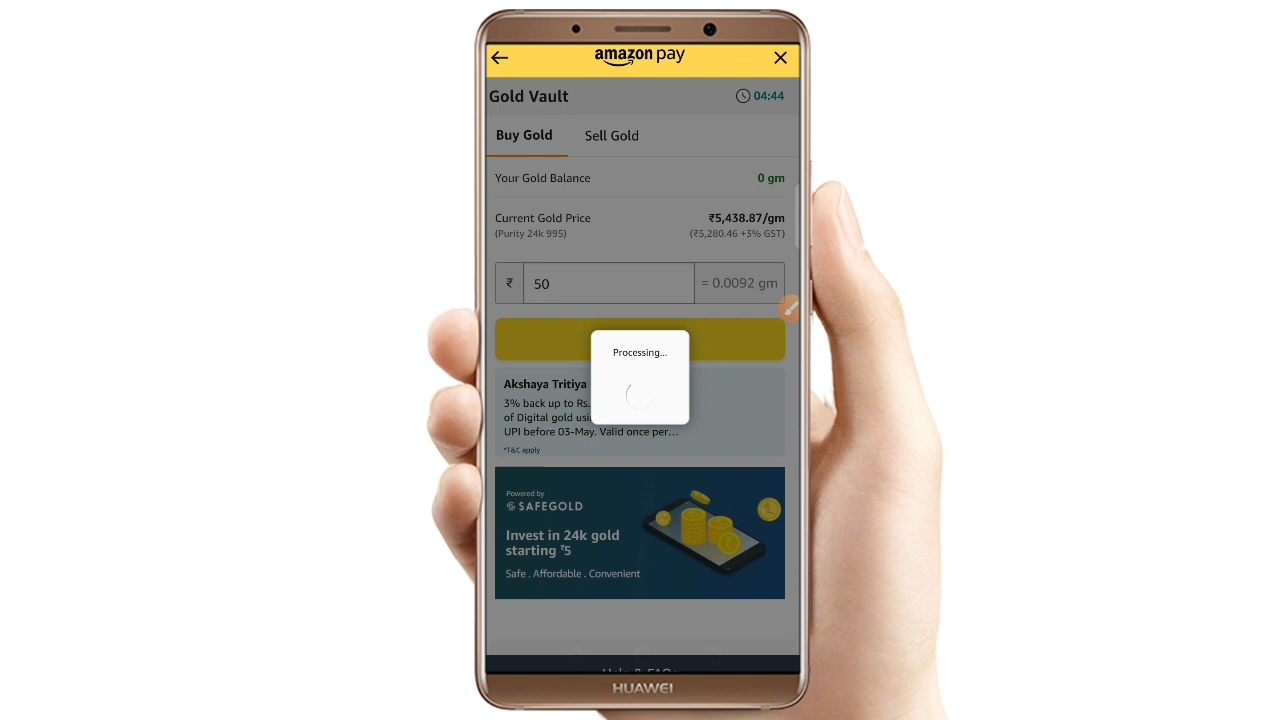 amazon pay
Gold Vault
04:44
Buy Gold
Sell Gold
Your Gold Balance
0 gm
Current Gold Price
₹5,438.87/gm
(Purity 24k 995)
(₹5,280.46 +3% GST)
₹
50
= 0.0092 gm
Processing...
Akshaya Tritiya
3% back up to Rs.
of Digital gold usi
UPI before 03-May. Valid once per...
*T&C apply
Powered by
SAFEGOLD
Invest in 24k gold
starting ₹5
Safe . Affordable . Convenient
Help & FAQs
HUAWEI